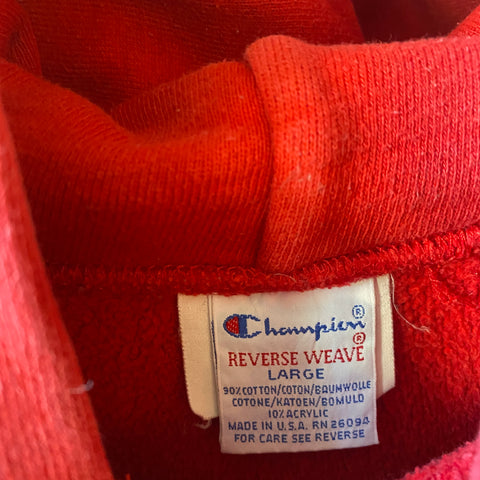 Champion®
REVERSE WEAVE®
LARGE
90% COTTON/COTON/BAUMWOLLE
COTONE/KATOEN/BOMULD
10% ACRYLIC
MADE IN U.S.A. RN 26094
FOR CARE SEE REVERSE